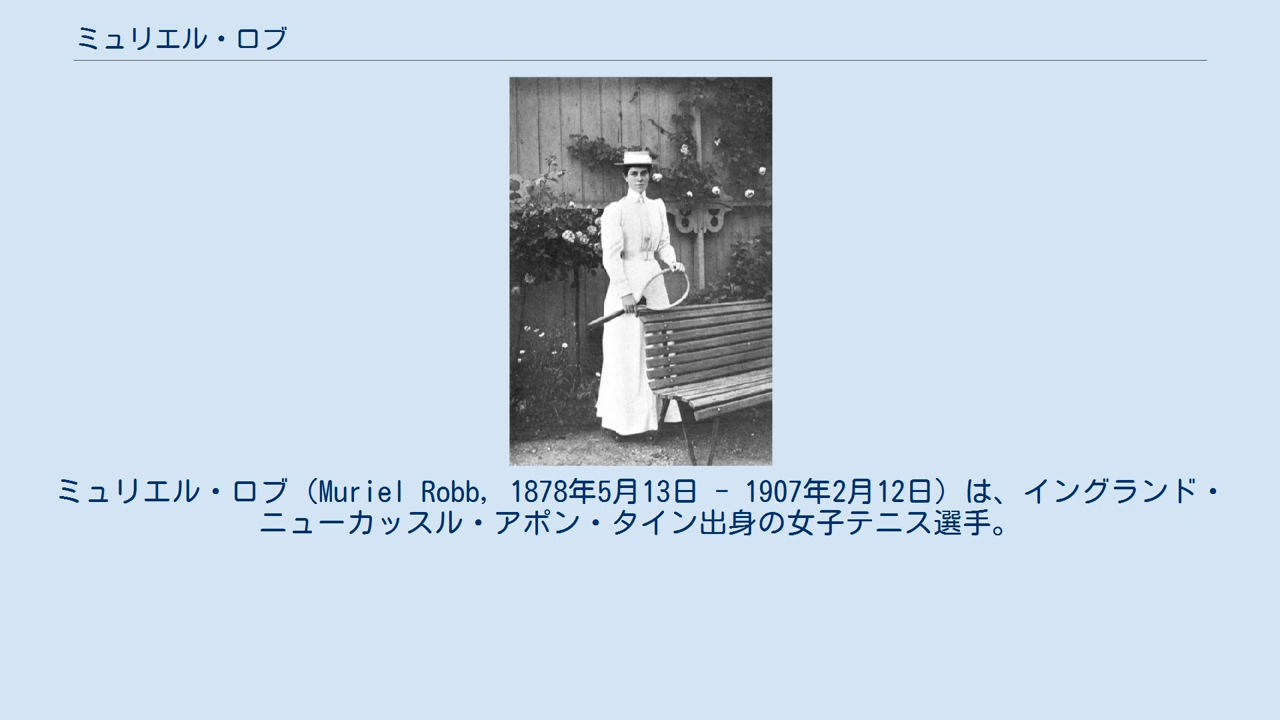 ミュリエル・ロブ
ミュリエル・ロブ（Muriel Robb, 1878年5月13日 - 1907年2月12日）は、イングランド・
ニューカッスル・アポン・タイン出身の女子テニス選手。